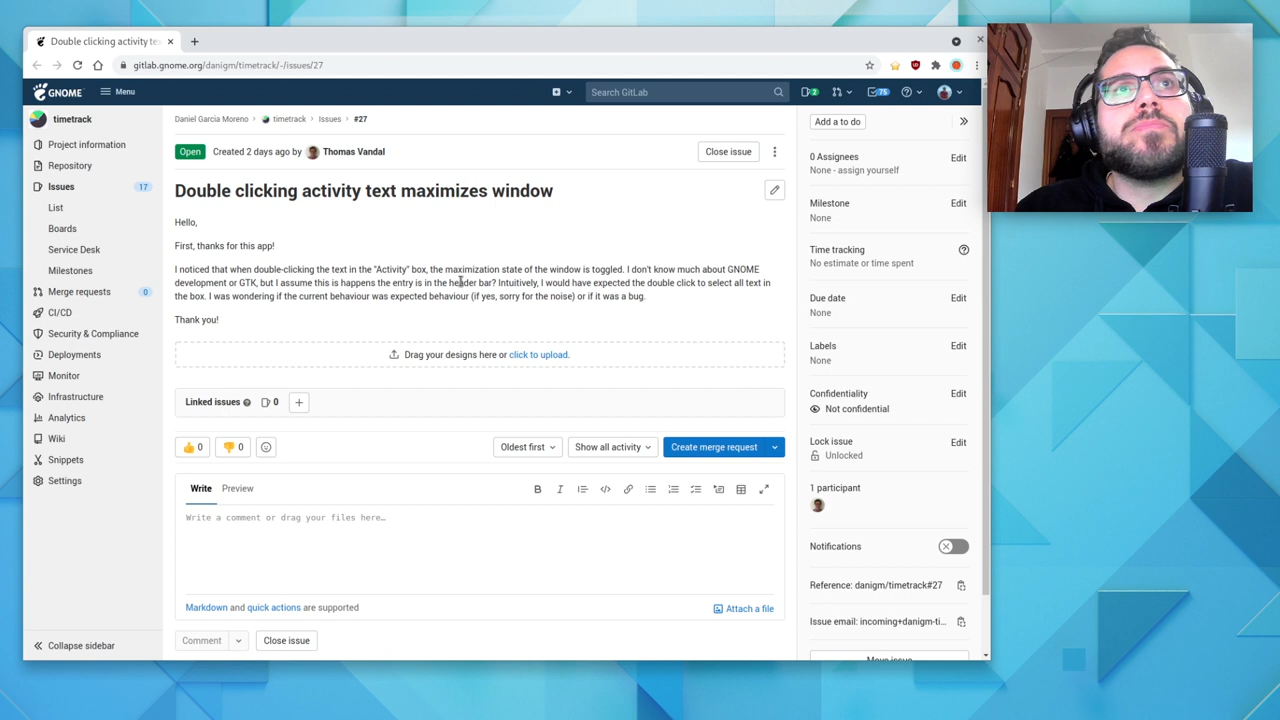 Double clicking activity te
gitlab.gnome.org/danigm/timetrack/-/issues/27
GNOME
Menu
Search GitLab
2
75
timetrack
Project information
Repository
Issues 17
List
Boards
Service Desk
Milestones
Merge requests 0
CI/CD
Security & Compliance
Deployments
Monitor
Infrastructure
Analytics
Wiki
Snippets
Settings
Collapse sidebar
Daniel Garcia Moreno > timetrack > Issues > #27
Open Created 2 days ago by Thomas Vandal Close issue
Double clicking activity text maximizes window
Hello,
First, thanks for this app!
I noticed that when double-clicking the text in the "Activity" box, the maximization state of the window is toggled. I don't know much about GNOME
development or GTK, but I assume this is happens the entry is in the header bar? Intuitively, I would have expected the double click to select all text in
the box. I was wondering if the current behaviour was expected behaviour (if yes, sorry for the noise) or if it was a bug.
Thank you!
Drag your designs here or click to upload.
Linked issues 0
0 0 Oldest first Show all activity Create merge request
Write Preview
Write a comment or drag your files here…
Markdown and quick actions are supported Attach a file
Comment Close issue
Add a to do
0 Assignees Edit
None - assign yourself
Milestone Edit
None
Time tracking
No estimate or time spent
Due date Edit
None
Labels Edit
None
Confidentiality Edit
Not confidential
Lock issue Edit
Unlocked
1 participant
Notifications
Reference: danigm/timetrack#27
Issue email: incoming+danigm-ti...
Move issue